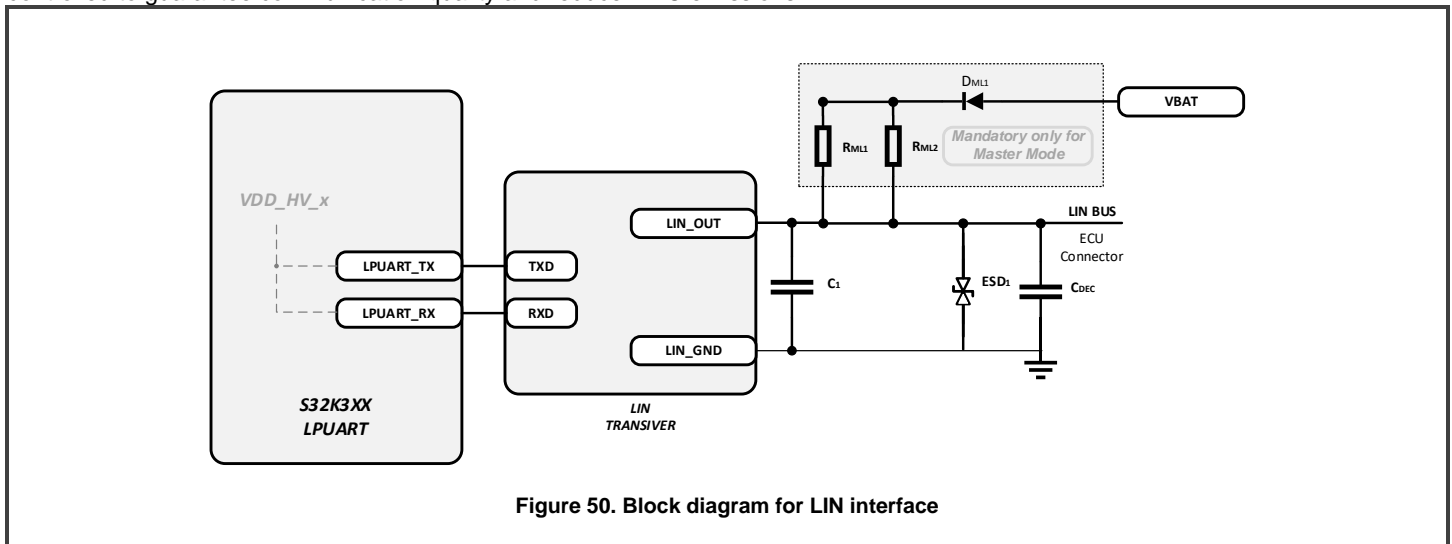 DML1
VBAT
RML1
RML2
Mandatory only for
Master Mode
VDD_HV_x
LIN_OUT
LIN BUS
ECU
Connector
LPUART_TX
TXD
C1
ESD1
CDEC
LPUART_RX
RXD
LIN_GND
S32K3XX
LPUART
LIN
TRANSIVER
Figure 50. Block diagram for LIN interface